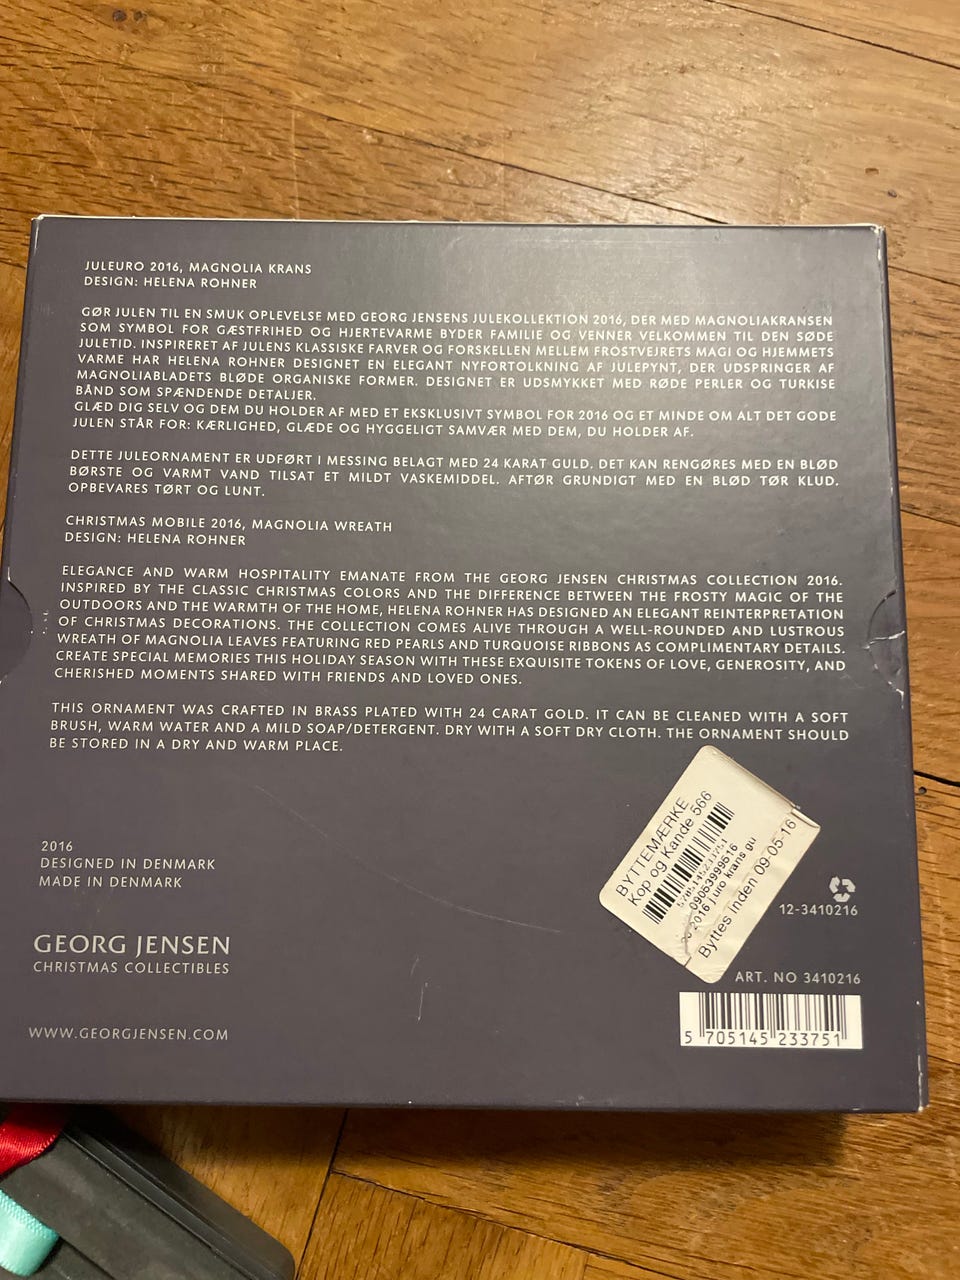 JULEURO 2016, MAGNOLIA KRANS
DESIGN: HELENA ROHNER
GØR JULEN TIL EN SMUK OPLEVELSE MED GEORG JENSENS JULEKOLLEKTION 2016, DER MED MAGNOLIAKRANSEN
SOM SYMBOL FOR GÆSTFRIHED OG HJERTEVARME BYDER FAMILIE OG VENNER VELKOMMEN TIL DEN SØDE
JULETID. INSPIRERET AF JULENS KLASSISKE FARVER OG FORSKELLEN MELLEM FROSTVEJRETS MAGI OG HJEMMETS
VARME HAR HELENA ROHNER DESIGNET EN ELEGANT NYFORTOLKNING AF JULEPYNT, DER UDSPRINGER AF
MAGNOLIABLADETS BLØDE ORGANISKE FORMER. DESIGNET ER UDSMYKKET MED RØDE PERLER OG TURKISE
BÅND SOM SPÆNDENDE DETALJER.
GLÆD DIG SELV OG DEM DU HOLDER AF MED ET EKSKLUSIVT SYMBOL FOR 2016 OG ET MINDE OM ALT DET GODE
JULEN STÅR FOR: KÆRLIGHED, GLÆDE OG HYGGELIGT SAMVÆR MED DEM, DU HOLDER AF.
DETTE JULEORNAMENT ER UDFØRT I MESSING BELAGT MED 24 KARAT GULD. DET KAN RENGØRES MED EN BLØD
BØRSTE OG VARMT VAND TILSAT ET MILDT VASKEMIDDEL. AFTØR GRUNDIGT MED EN BLØD TØR KLUD.
OPBEVARES TØRT OG LUNT.
CHRISTMAS MOBILE 2016, MAGNOLIA WREATH
DESIGN: HELENA ROHNER
ELEGANCE AND WARM HOSPITALITY EMANATE FROM THE GEORG JENSEN CHRISTMAS COLLECTION 2016.
INSPIRED BY THE CLASSIC CHRISTMAS COLORS AND THE DIFFERENCE BETWEEN THE FROSTY MAGIC OF THE
OUTDOORS AND THE WARMTH OF THE HOME, HELENA ROHNER HAS DESIGNED AN ELEGANT REINTERPRETATION
OF CHRISTMAS DECORATIONS. THE COLLECTION COMES ALIVE THROUGH A WELL-ROUNDED AND LUSTROUS
WREATH OF MAGNOLIA LEAVES FEATURING RED PEARLS AND TURQUOISE RIBBONS AS COMPLIMENTARY DETAILS.
CREATE SPECIAL MEMORIES THIS HOLIDAY SEASON WITH THESE EXQUISITE TOKENS OF LOVE, GENEROSITY, AND
CHERISHED MOMENTS SHARED WITH FRIENDS AND LOVED ONES.
THIS ORNAMENT WAS CRAFTED IN BRASS PLATED WITH 24 CARAT GOLD. IT CAN BE CLEANED WITH A SOFT
BRUSH, WARM WATER AND A MILD SOAP/DETERGENT. DRY WITH A SOFT DRY CLOTH. THE ORNAMENT SHOULD
BE STORED IN A DRY AND WARM PLACE.
2016
DESIGNED IN DENMARK
MADE IN DENMARK
GEORG JENSEN
CHRISTMAS COLLECTIBLES
WWW.GEORGJENSEN.COM
BYTTEMÆRKE
Kop og Kande 566
5705145233751
09063999616
2016 j uro krans gu
Byttes inden 09-05-16
12-3410216
ART. NO 3410216
5 705145 233751